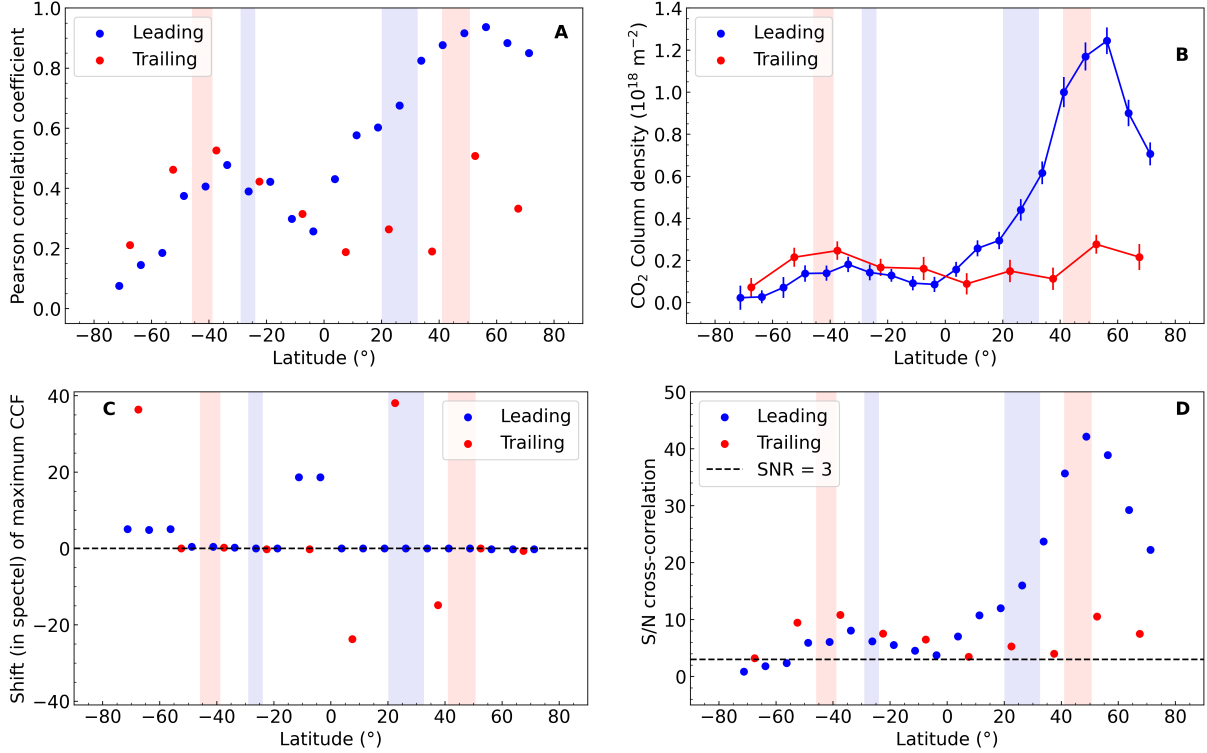 A
Leading
Trailing
Pearson correlation coefficient
1.0
0.8
0.6
0.4
0.2
0.0
−80 −60 −40 −20 0 20 40 60 80
Latitude (°)
B
Leading
Trailing
CO₂ Column density (10¹⁸ m⁻²)
1.4
1.2
1.0
0.8
0.6
0.4
0.2
0.0
−80 −60 −40 −20 0 20 40 60 80
Latitude (°)
C
Leading
Trailing
Shift (in spectel) of maximum CCF
40
20
0
−20
−40
−80 −60 −40 −20 0 20 40 60 80
Latitude (°)
D
Leading
Trailing
SNR = 3
S/N cross-correlation
50
40
30
20
10
0
−80 −60 −40 −20 0 20 40 60 80
Latitude (°)